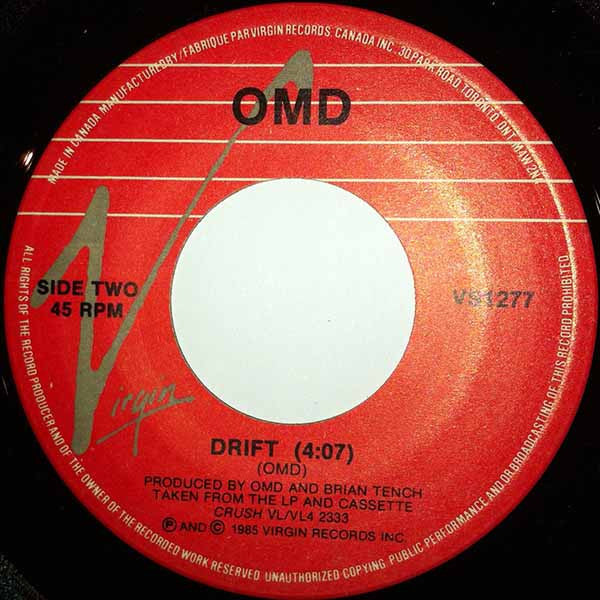 MADE IN CANADA MANUFACTURED BY/FABRIQUE PAR VIRGIN RECORDS, CANADA INC., 30 PARK ROAD, TORONTO, ONT. M4W 2N1
OMD
SIDE TWO
45 RPM
VS1277
Virgin
DRIFT (4:07)
(OMD)
PRODUCED BY OMD AND BRIAN TENCH
TAKEN FROM THE LP AND CASSETTE
CRUSH VL/VL4 2333
Ⓟ AND © 1985 VIRGIN RECORDS INC.
ALL RIGHTS OF THE RECORD PRODUCER AND OF THE OWNER OF THE RECORDED WORK RESERVED. UNAUTHORIZED COPYING, PUBLIC PERFORMANCE AND OR BROADCASTING OF THIS RECORD PROHIBITED